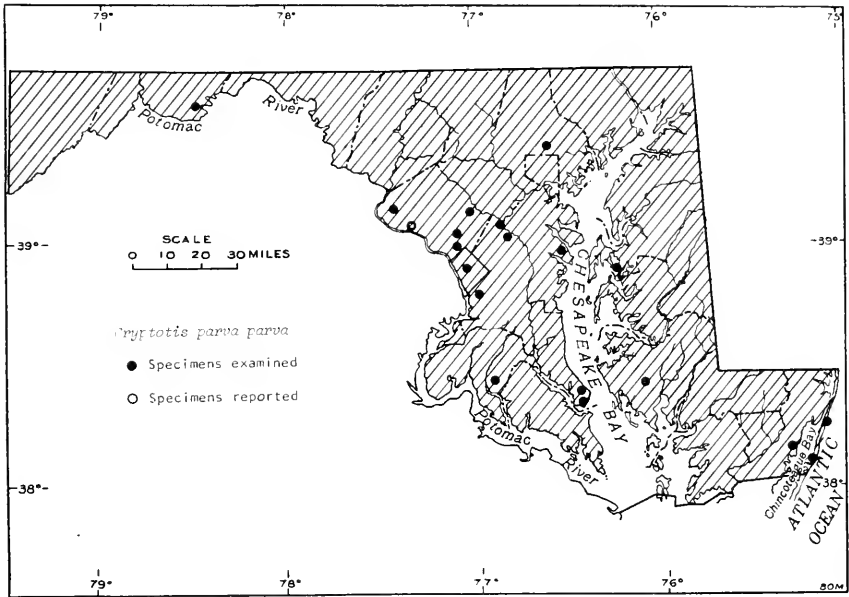 79° 78° 77° 76° 75°
Potomac River
39° 39°
SCALE
0 10 20 30 MILES
CHESAPEAKE BAY
Cryptotis parva parva
● Specimens examined
○ Specimens reported
Potomac River
Chincoteague Bay
ATLANTIC OCEAN
38° 38°
79° 78° 77° 76°
80M